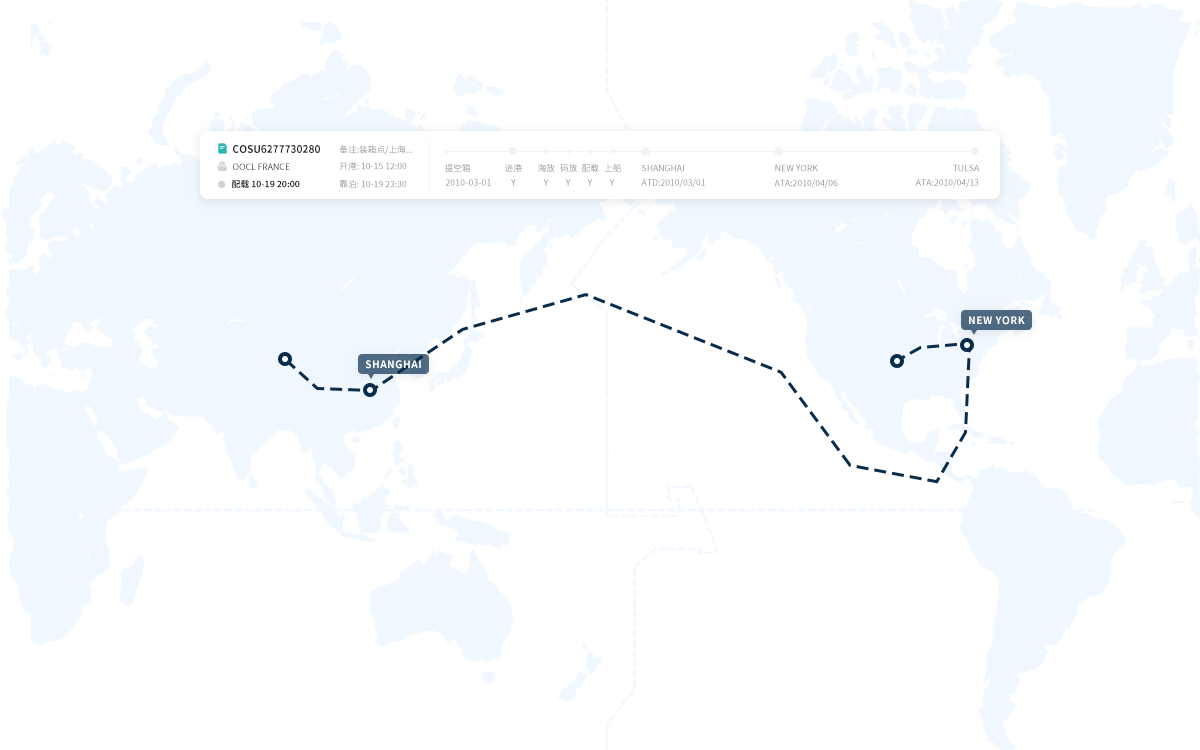 COSU6277730280
备注:装箱点/上海...
OOCL FRANCE
开港: 10-15 12:00
配载 10-19 20:00
靠泊: 10-19 23:30
提空箱 进港 海放 码放 配载 上船 SHANGHAI NEW YORK TULSA
2010-03-01 Y Y Y Y Y ATD:2010/03/01 ATA:2010/04/06 ATA:2010/04/13
NEW YORK
SHANGHAI